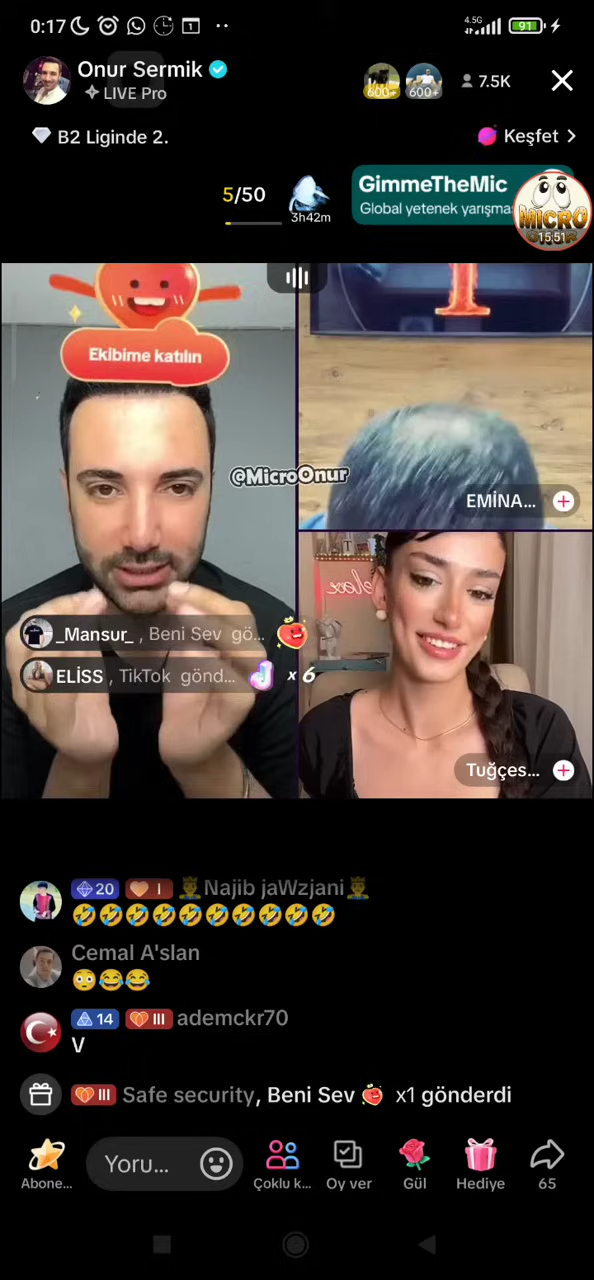 0:17
4.5G
91
Onur Sermik
LIVE Pro
600+
600+
7.5K
B2 Liginde 2.
Keşfet
5/50
3h42m
GimmeTheMic
Global yetenek yarışmas
MICRO
15:51
Ekibime katılın
@MicroOnur
EMİNA...
_Mansur_ , Beni Sev gö...
ELİSS , TikTok gönd... x 6
Tuğçes...
20 I Najib jaWzjani
🤣🤣🤣🤣🤣🤣🤣🤣🤣🤣
Cemal A'slan
😳😂😂
14 III ademckr70
V
III Safe security, Beni Sev x1 gönderdi
Yoru...
Abone...
Çoklu k...
Oy ver
Gül
Hediye
65